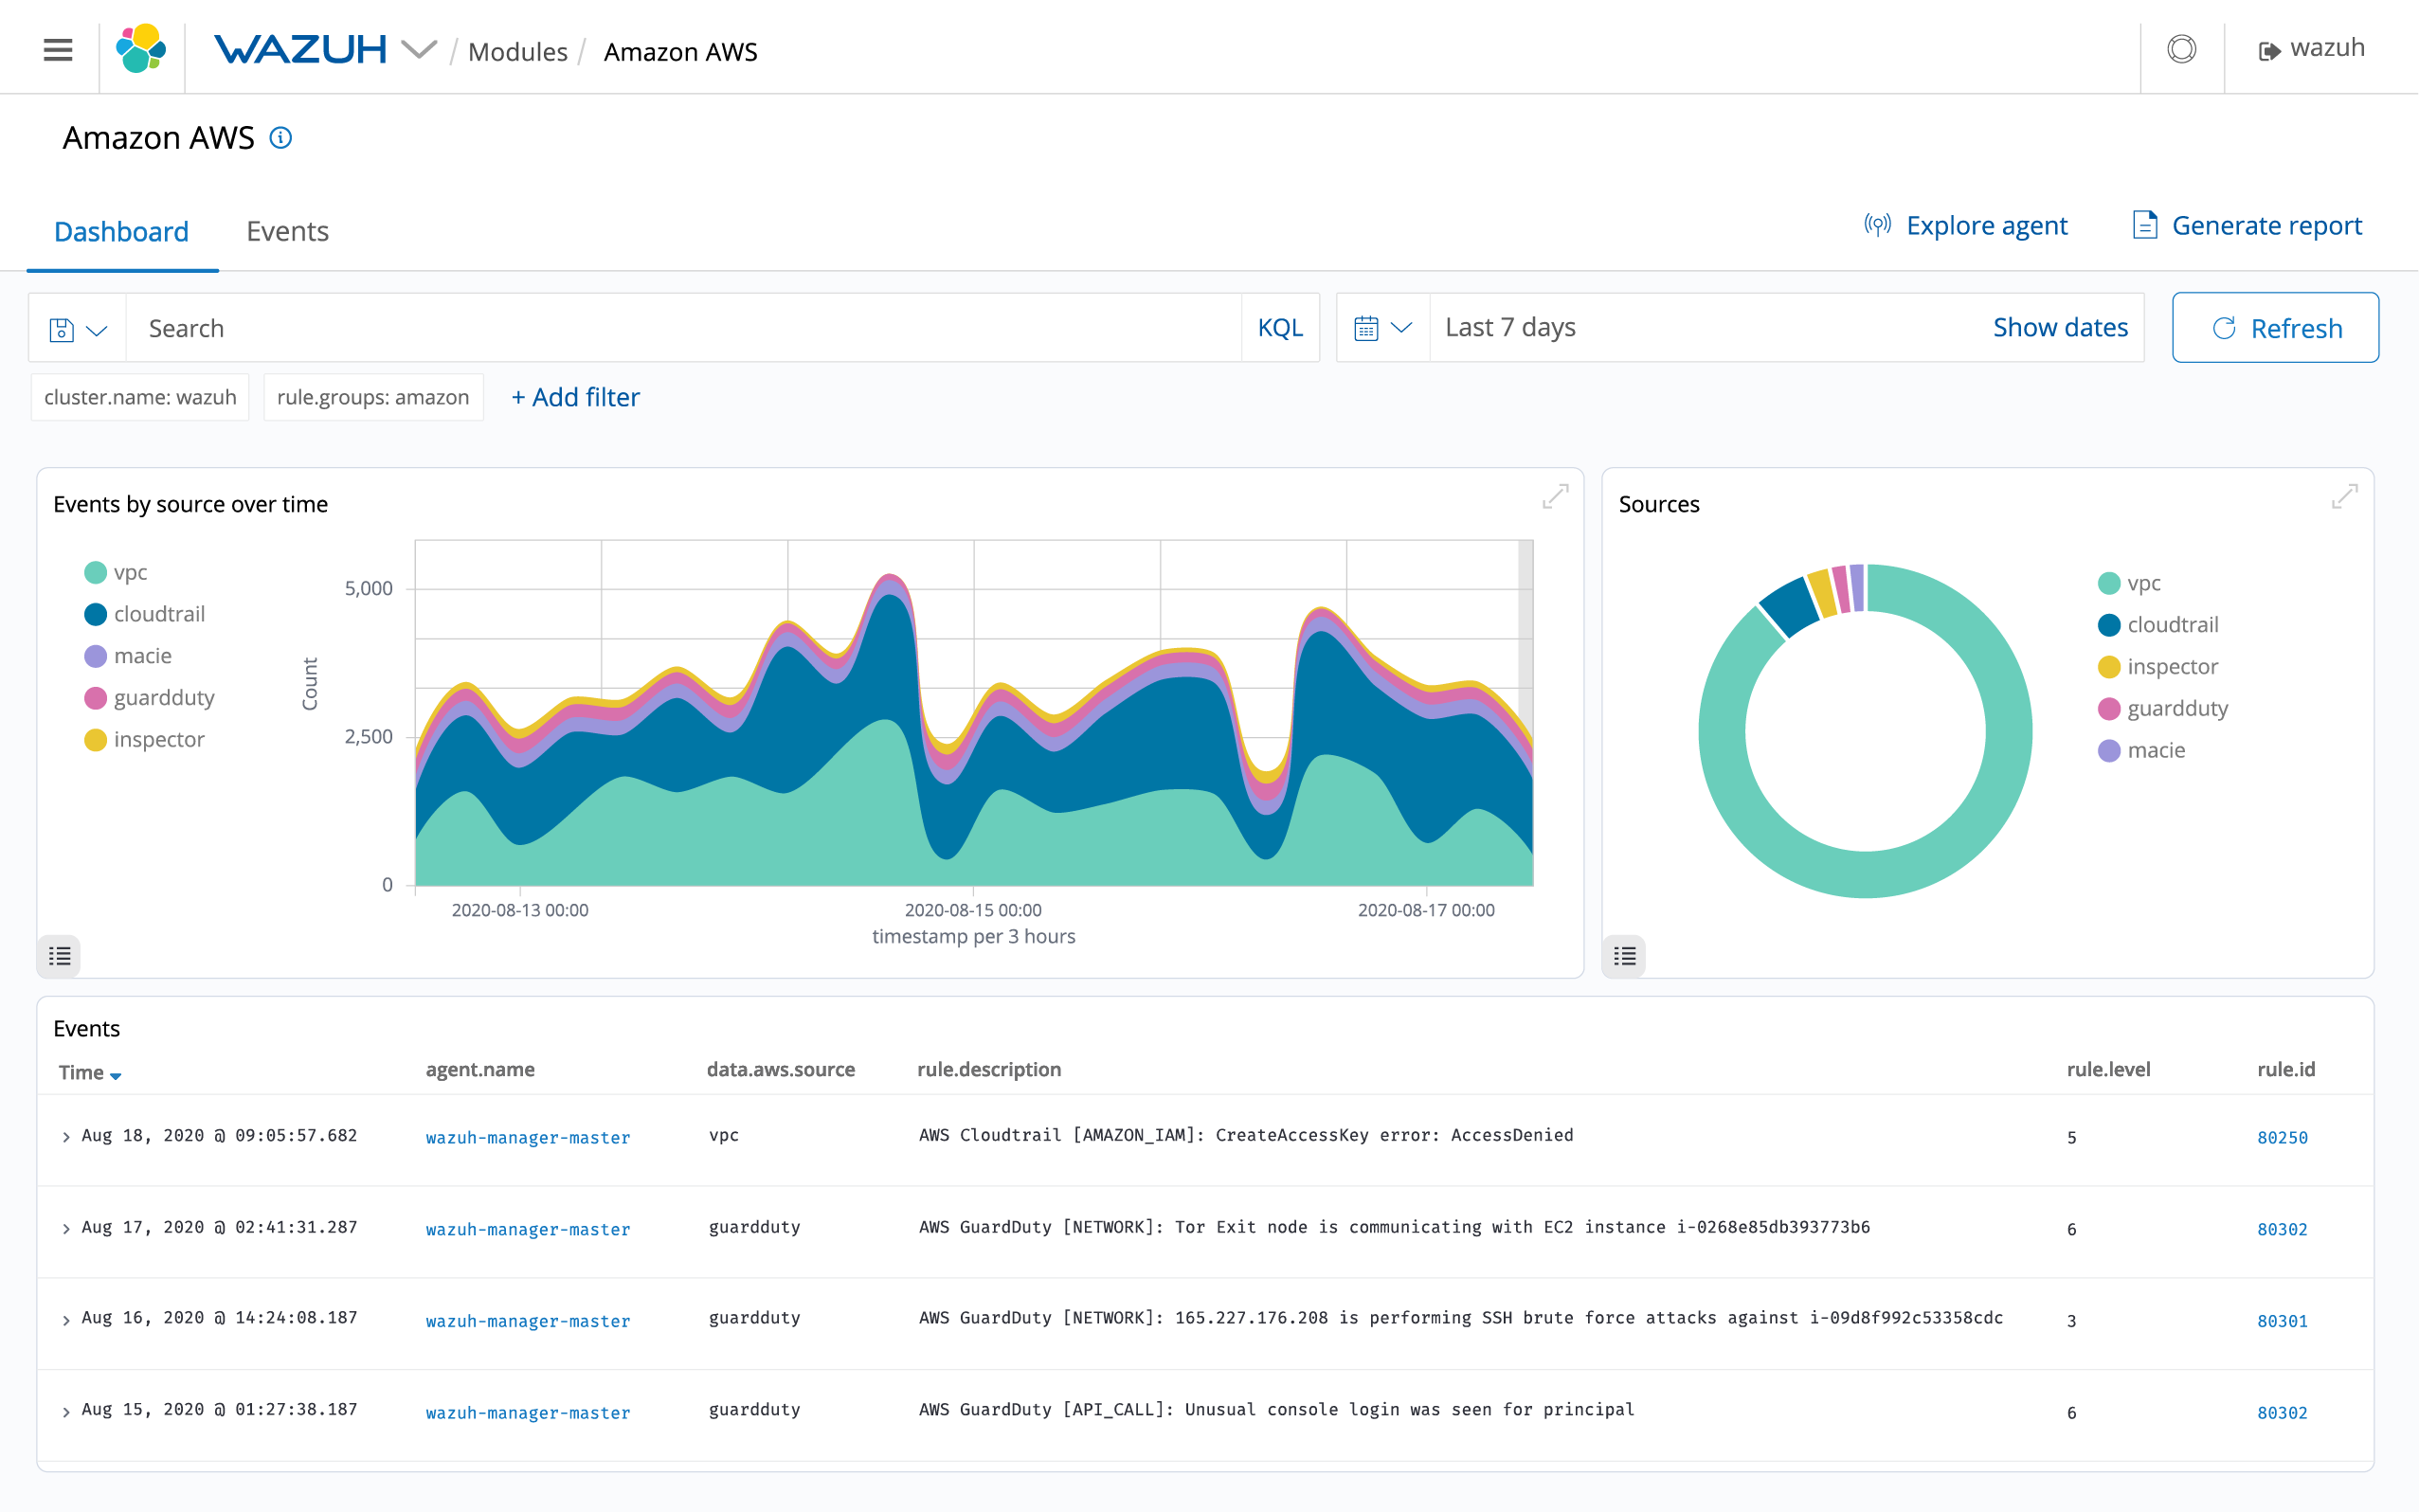 WAZUH / Modules / Amazon AWS
wazuh
Amazon AWS
Dashboard Events
Explore agent Generate report
Search KQL
Last 7 days Show dates
Refresh
cluster.name: wazuh rule.groups: amazon + Add filter
Events by source over time
vpc
cloudtrail
macie
guardduty
inspector
Count
5,000
2,500
0
2020-08-13 00:00 2020-08-15 00:00 2020-08-17 00:00
timestamp per 3 hours
Sources
vpc
cloudtrail
inspector
guardduty
macie
Events
Time agent.name data.aws.source rule.description rule.level rule.id
Aug 18, 2020 @ 09:05:57.682 wazuh-manager-master vpc AWS Cloudtrail [AMAZON_IAM]: CreateAccessKey error: AccessDenied 5 80250
Aug 17, 2020 @ 02:41:31.287 wazuh-manager-master guardduty AWS GuardDuty [NETWORK]: Tor Exit node is communicating with EC2 instance i-0268e85db393773b6 6 80302
Aug 16, 2020 @ 14:24:08.187 wazuh-manager-master guardduty AWS GuardDuty [NETWORK]: 165.227.176.208 is performing SSH brute force attacks against i-09d8f992c53358cdc 3 80301
Aug 15, 2020 @ 01:27:38.187 wazuh-manager-master guardduty AWS GuardDuty [API_CALL]: Unusual console login was seen for principal 6 80302